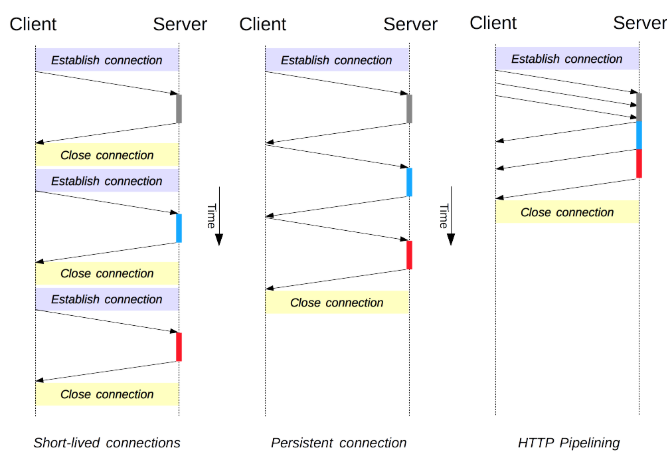 Client Server
Establish connection
Close connection
Establish connection
Close connection
Establish connection
Close connection
Short-lived connections
Time
Client Server
Establish connection
Close connection
Persistent connection
Time
Client Server
Establish connection
Close connection
HTTP Pipelining